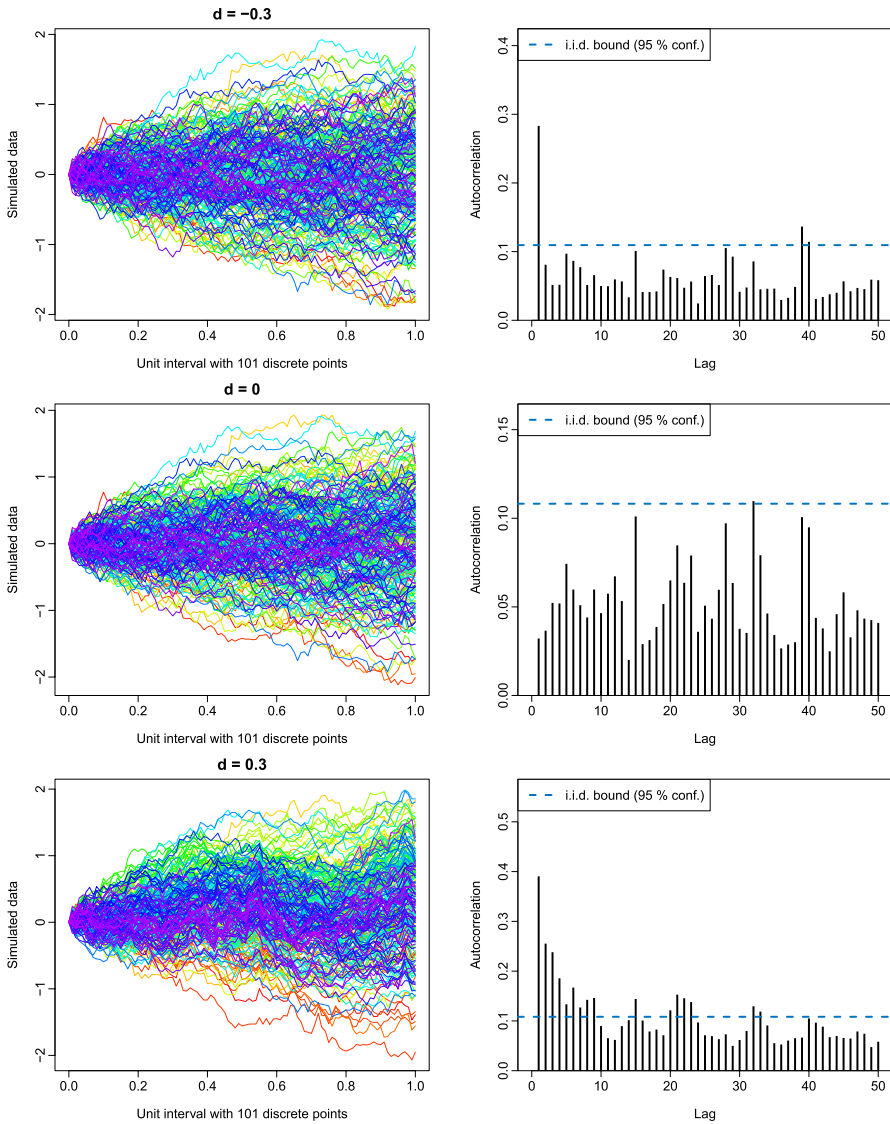 d = −0.3
Simulated data
2
1
0
−1
−2
0.0 0.2 0.4 0.6 0.8 1.0
Unit interval with 101 discrete points
i.i.d. bound (95 % conf.)
Autocorrelation
0.4
0.3
0.2
0.1
0.0
0 10 20 30 40 50
Lag
d = 0
Simulated data
2
1
0
−1
−2
0.0 0.2 0.4 0.6 0.8 1.0
Unit interval with 101 discrete points
i.i.d. bound (95 % conf.)
Autocorrelation
0.15
0.10
0.05
0.00
0 10 20 30 40 50
Lag
d = 0.3
Simulated data
2
1
0
−1
−2
0.0 0.2 0.4 0.6 0.8 1.0
Unit interval with 101 discrete points
i.i.d. bound (95 % conf.)
Autocorrelation
0.5
0.4
0.3
0.2
0.1
0.0
0 10 20 30 40 50
Lag